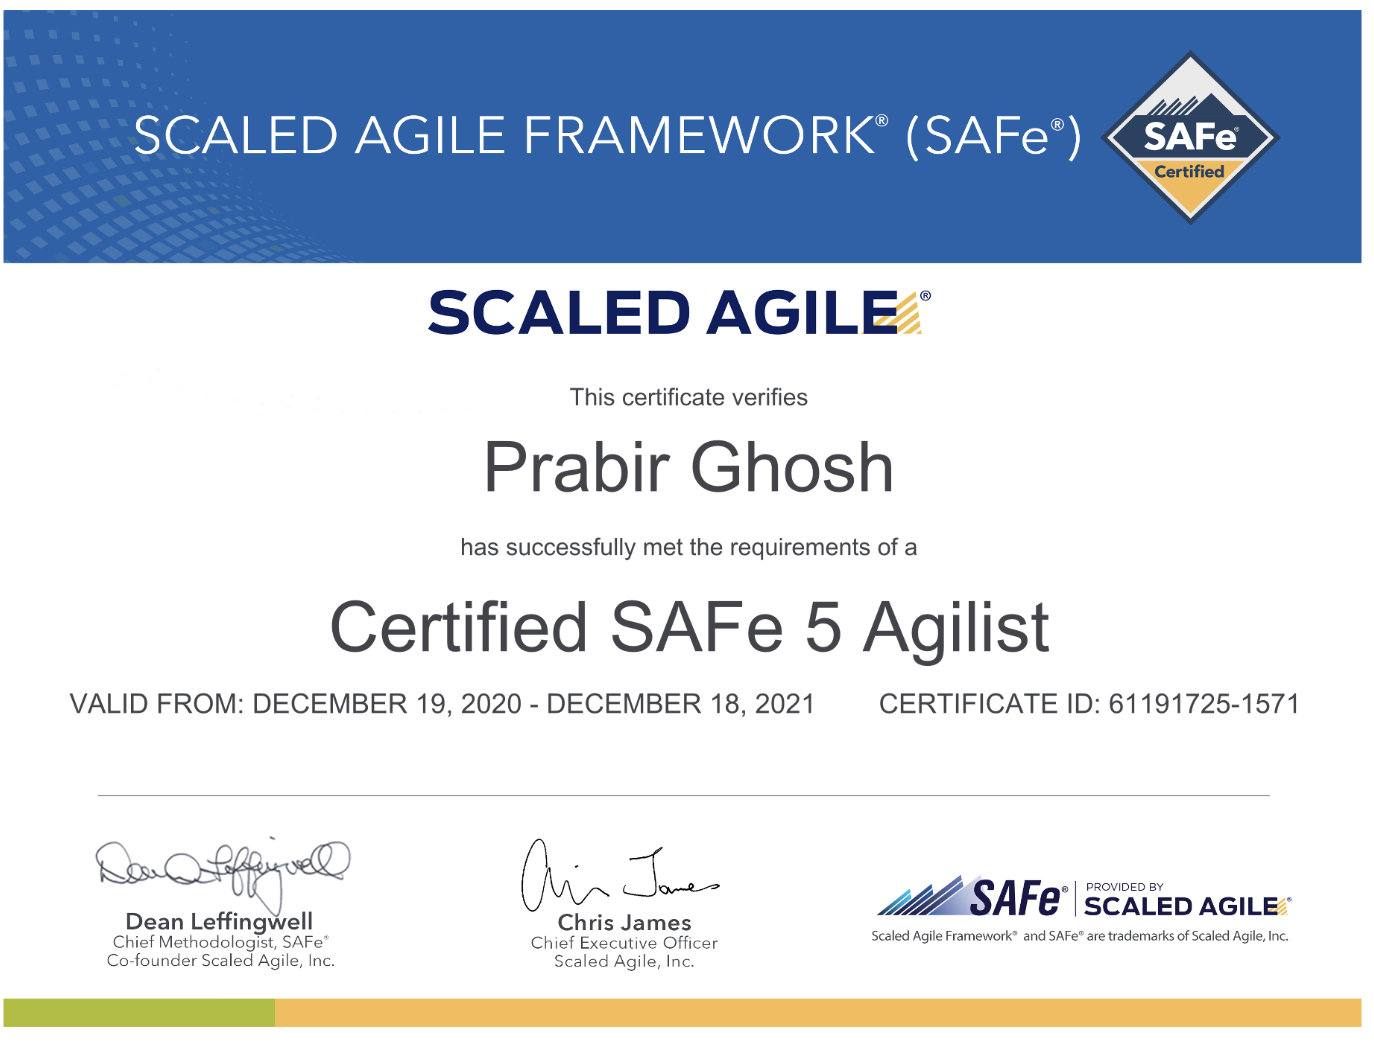 SCALED AGILE FRAMEWORK® (SAFe®)
SAFe®
Certified
SCALED AGILE®
This certificate verifies
Prabir Ghosh
has successfully met the requirements of a
Certified SAFe 5 Agilist
VALID FROM: DECEMBER 19, 2020 - DECEMBER 18, 2021 CERTIFICATE ID: 61191725-1571
Dean Leffingwell
Chris James
Dean Leffingwell
Chief Methodologist, SAFe®
Co-founder Scaled Agile, Inc.
Chris James
Chief Executive Officer
Scaled Agile, Inc.
SAFe® PROVIDED BY
SCALED AGILE®
Scaled Agile Framework® and SAFe® are trademarks of Scaled Agile, Inc.